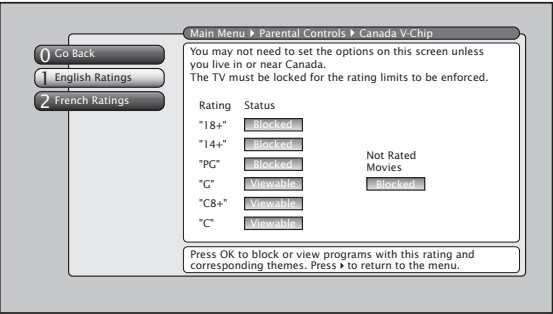 Main Menu ▶ Parental Controls ▶ Canada V-Chip
0 Go Back
1 English Ratings
2 French Ratings
You may not need to set the options on this screen unless
you live in or near Canada.
The TV must be locked for the rating limits to be enforced.
Rating Status
"18+" Blocked
"14+" Blocked
"PG" Blocked
"G" Viewable
"C8+" Viewable
"C" Viewable
Not Rated
Movies
Blocked
Press OK to block or view programs with this rating and
corresponding themes. Press ▶ to return to the menu.